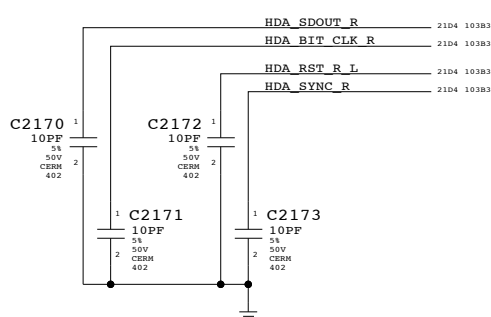 HDA_SDOUT_R 21D4 103B3
HDA_BIT_CLK_R 21D4 103B3
HDA_RST_R_L 21D4 103B3
HDA_SYNC_R 21D4 103B3
C2170 1
10PF
5%
50V 2
CERM
402
C2172 1
10PF
5%
50V 2
CERM
402
1 C2171
10PF
5%
2 50V
CERM
402
1 C2173
10PF
5%
2 50V
CERM
402